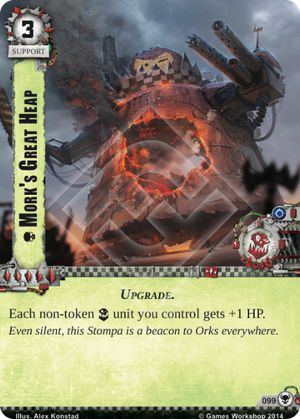 3
SUPPORT
MORK'S GREAT HEAP
UPGRADE.
Each non-token unit you control gets +1 HP.
Even silent, this Stompa is a beacon to Orks everywhere.
Illus. Alex Konstad
© Games Workshop 2014
099